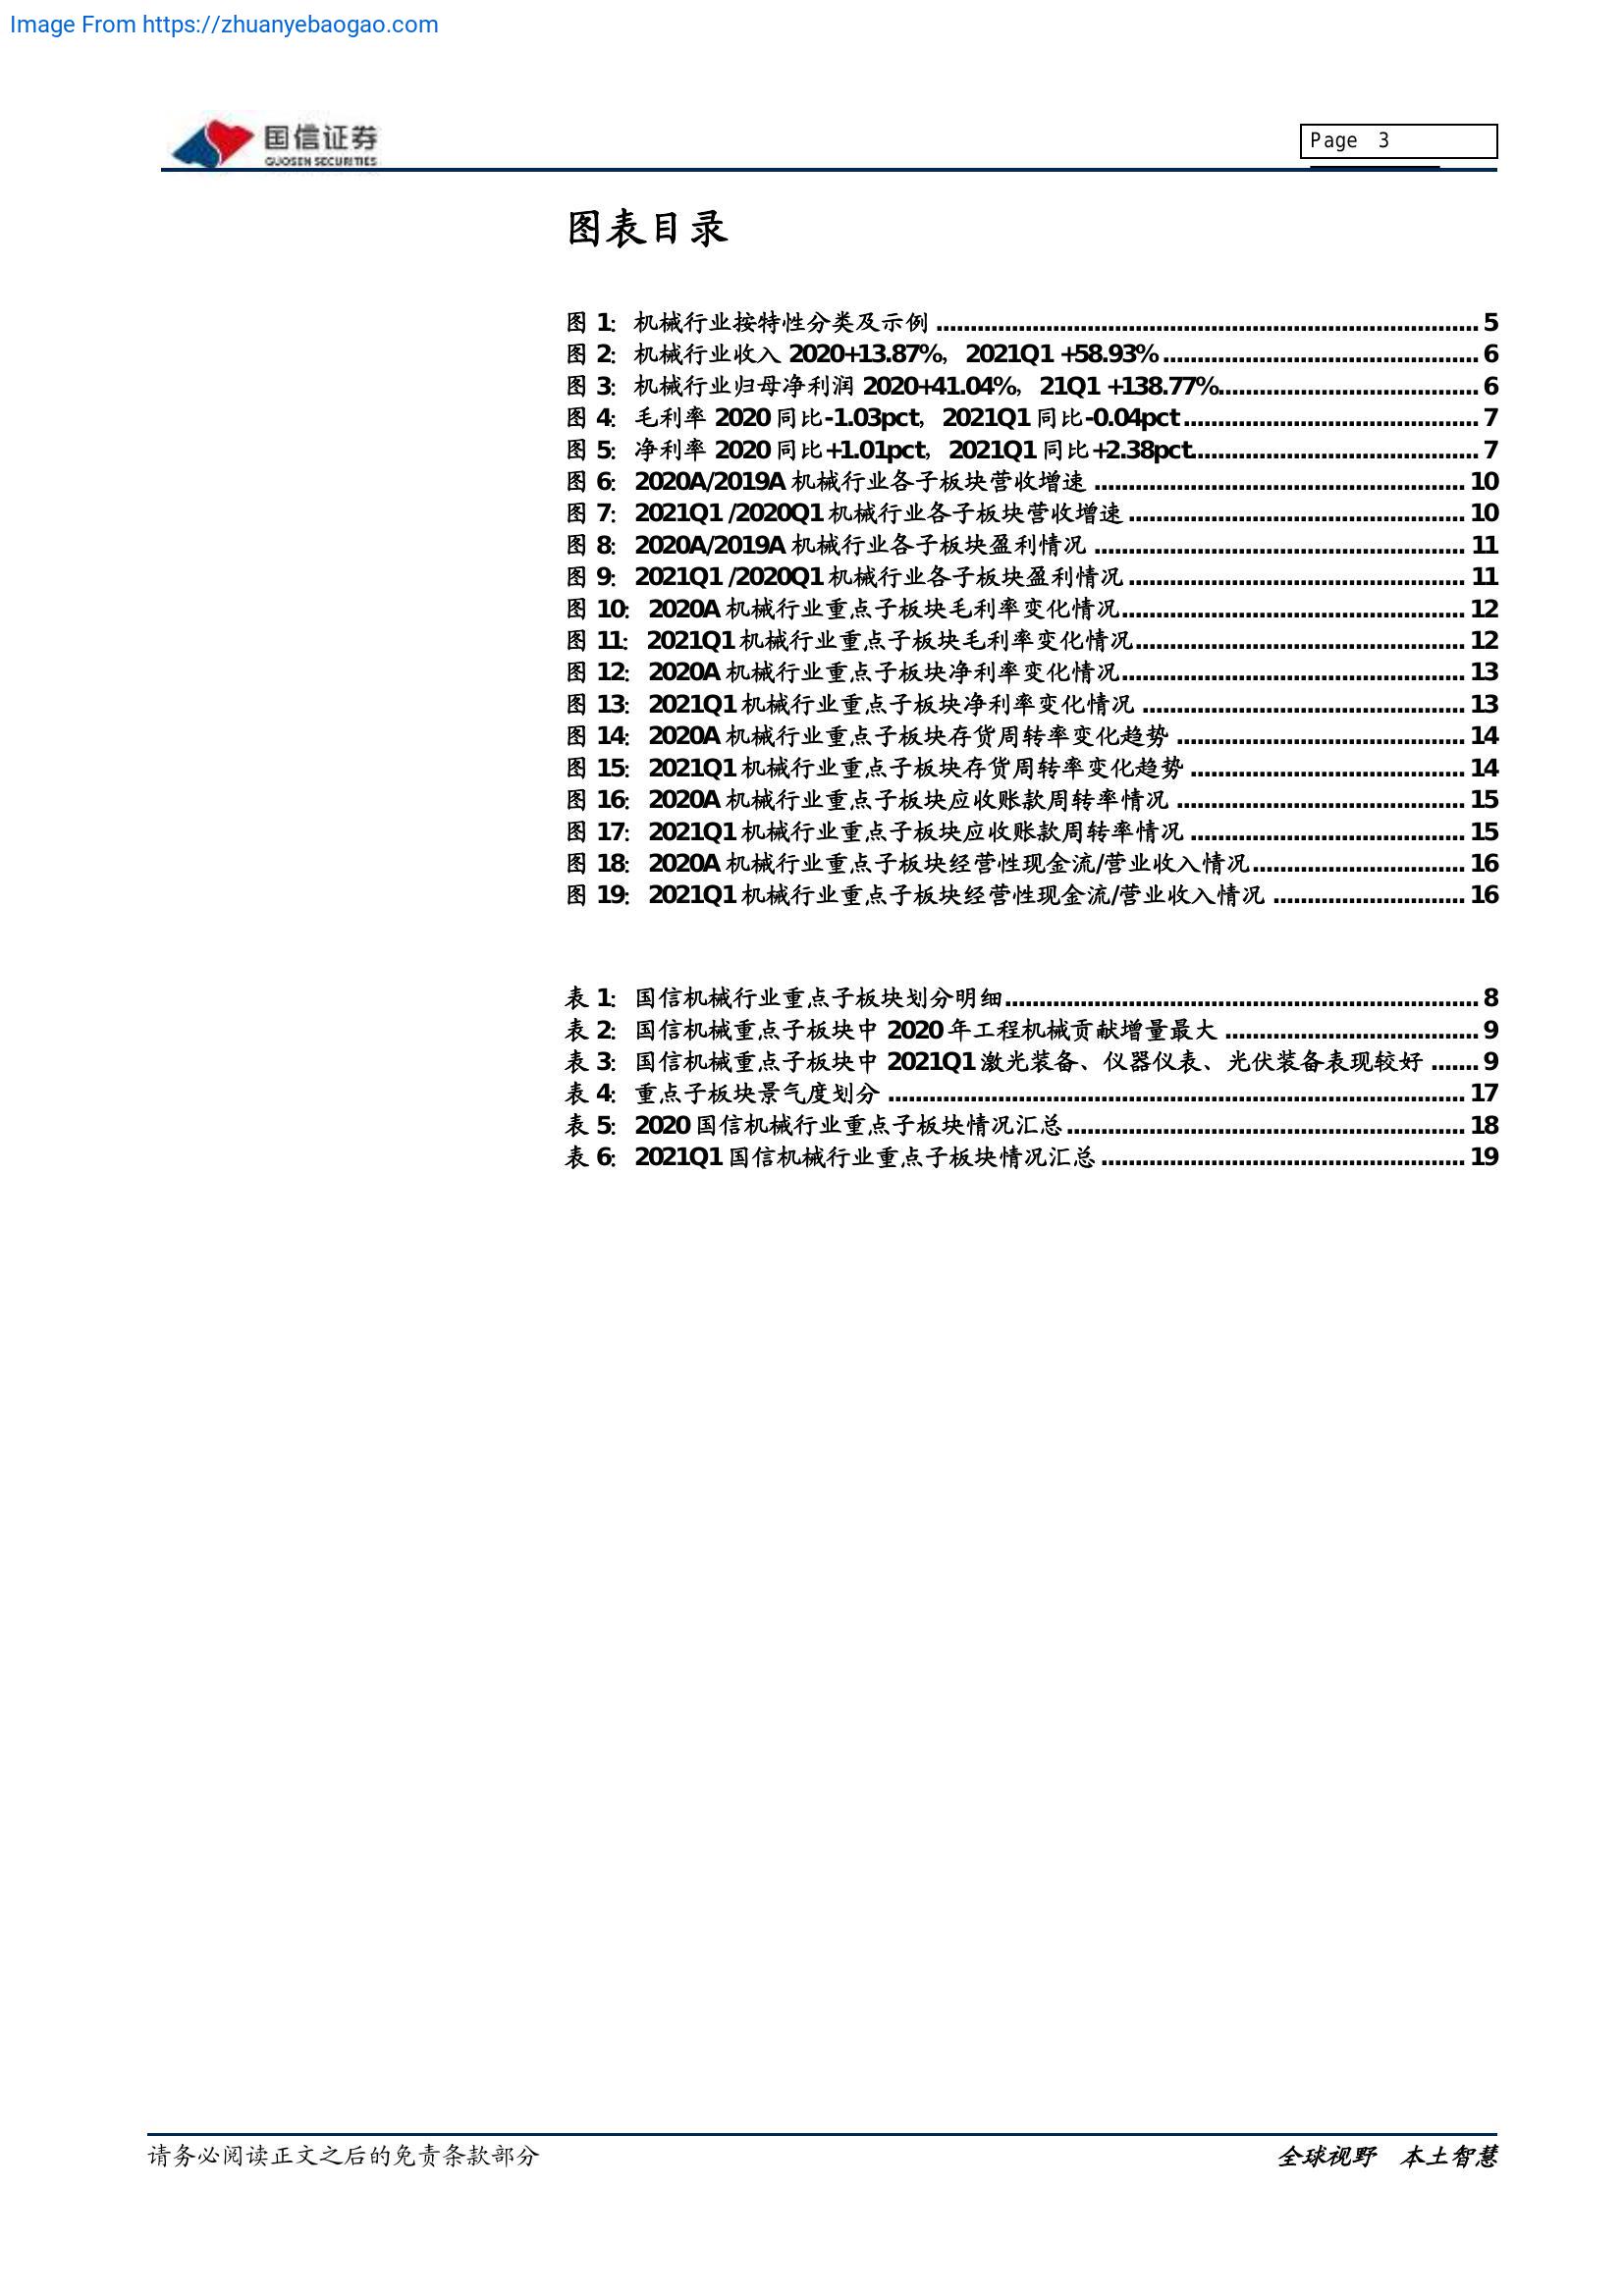 Image From https://zhuanyebaogao.com
国信证券
GUOSEN SECURITIES
Page 3
图表目录
图 1: 机械行业按特性分类及示例 ........ 5
图 2: 机械行业收入 2020+13.87%, 2021Q1 +58.93% ........ 6
图 3: 机械行业归母净利润 2020+41.04%, 21Q1 +138.77% ........ 6
图 4: 毛利率 2020 同比-1.03pct, 2021Q1 同比-0.04pct ........ 7
图 5: 净利率 2020 同比+1.01pct, 2021Q1 同比+2.38pct ........ 7
图 6: 2020A/2019A 机械行业各子板块营收增速 ........ 10
图 7: 2021Q1 /2020Q1 机械行业各子板块营收增速 ........ 10
图 8: 2020A/2019A 机械行业各子板块盈利情况 ........ 11
图 9: 2021Q1 /2020Q1 机械行业各子板块盈利情况 ........ 11
图 10: 2020A 机械行业重点子板块毛利率变化情况 ........ 12
图 11: 2021Q1 机械行业重点子板块毛利率变化情况 ........ 12
图 12: 2020A 机械行业重点子板块净利率变化情况 ........ 13
图 13: 2021Q1 机械行业重点子板块净利率变化情况 ........ 13
图 14: 2020A 机械行业重点子板块存货周转率变化趋势 ........ 14
图 15: 2021Q1 机械行业重点子板块存货周转率变化趋势 ........ 14
图 16: 2020A 机械行业重点子板块应收账款周转率情况 ........ 15
图 17: 2021Q1 机械行业重点子板块应收账款周转率情况 ........ 15
图 18: 2020A 机械行业重点子板块经营性现金流/营业收入情况 ........ 16
图 19: 2021Q1 机械行业重点子板块经营性现金流/营业收入情况 ........ 16
表 1: 国信机械行业重点子板块划分明细 ........ 8
表 2: 国信机械重点子板块中 2020 年工程机械贡献增量最大 ........ 9
表 3: 国信机械重点子板块中 2021Q1 激光装备、仪器仪表、光伏装备表现较好 ....... 9
表 4: 重点子板块景气度划分 ........ 17
表 5: 2020 国信机械行业重点子板块情况汇总 ........ 18
表 6: 2021Q1 国信机械行业重点子板块情况汇总 ........ 19
请务必阅读正文之后的免责条款部分
全球视野 本土智慧